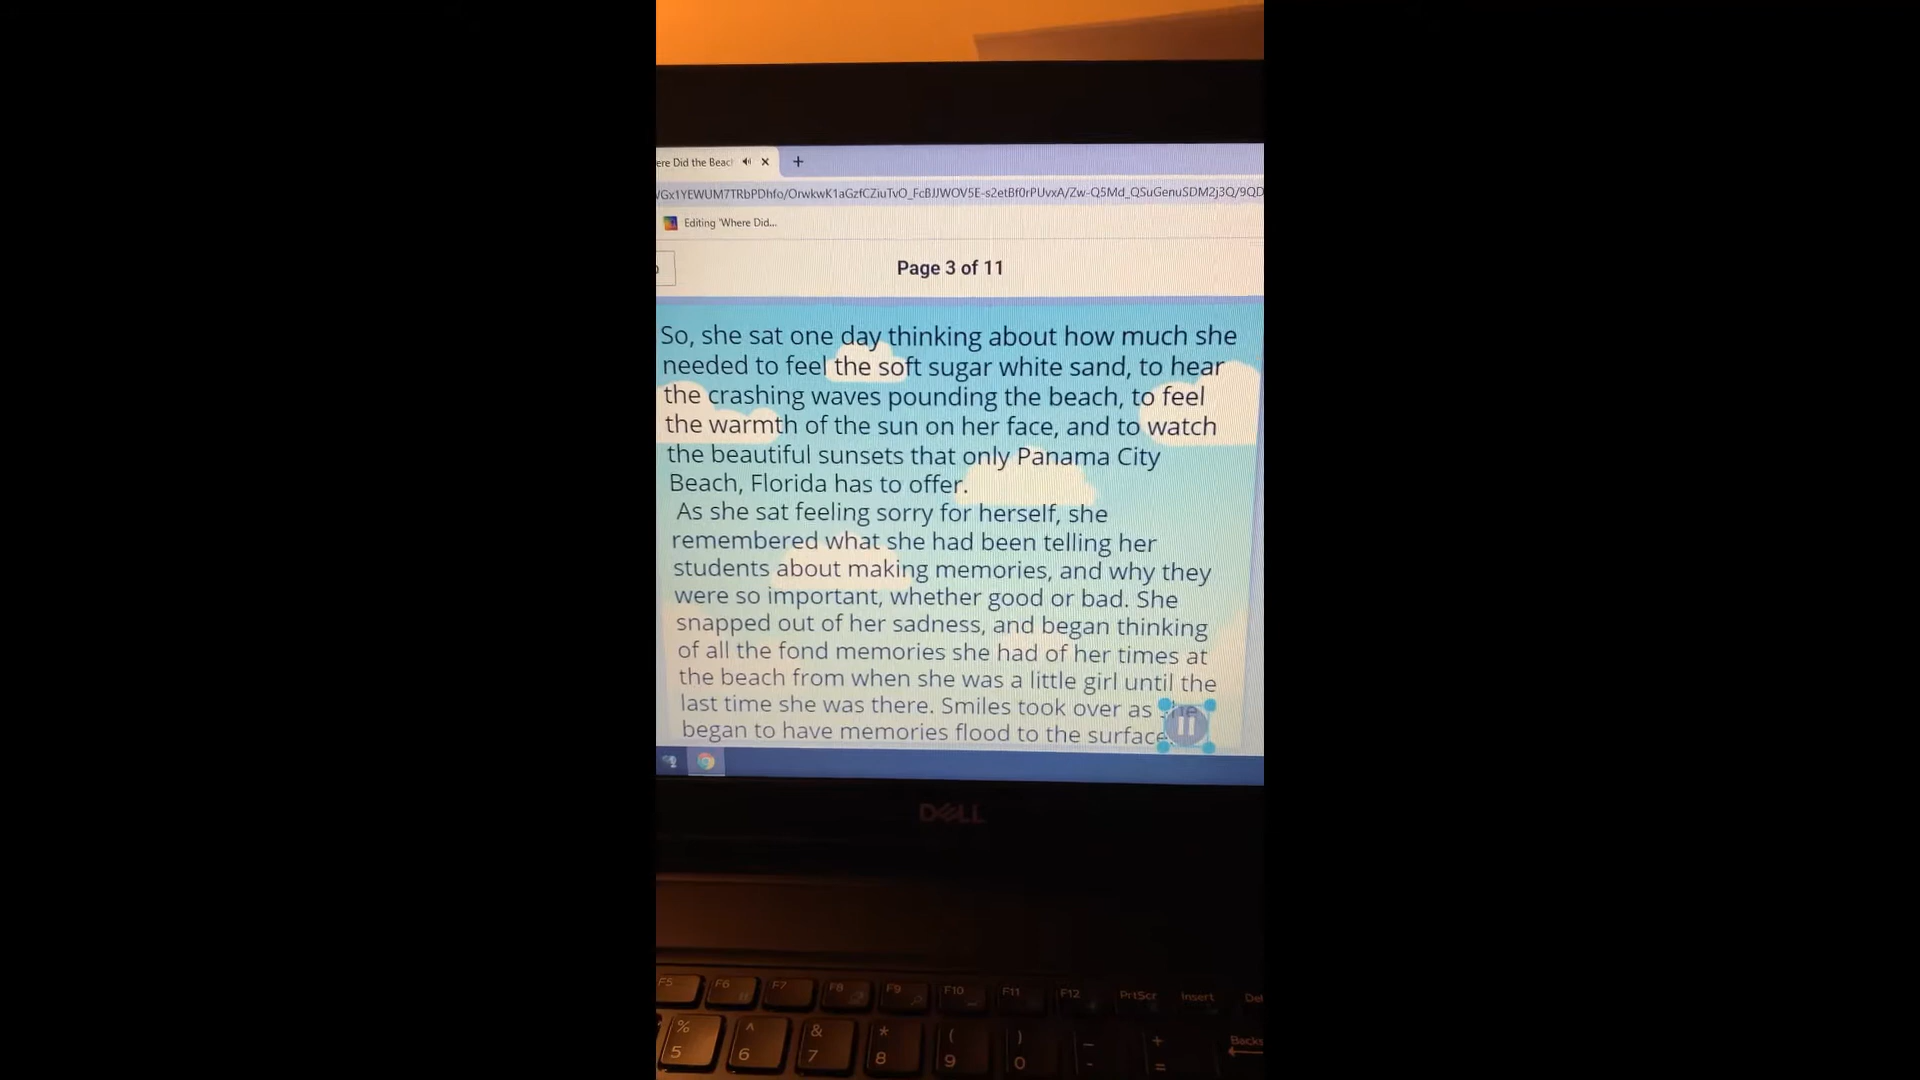 ere Did the Beac
Editing 'Where Did...
Page 3 of 11
So, she sat one day thinking about how much she
needed to feel the soft sugar white sand, to hear
the crashing waves pounding the beach, to feel
the warmth of the sun on her face, and to watch
the beautiful sunsets that only Panama City
Beach, Florida has to offer.
As she sat feeling sorry for herself, she
remembered what she had been telling her
students about making memories, and why they
were so important, whether good or bad. She
snapped out of her sadness, and began thinking
of all the fond memories she had of her times at
the beach from when she was a little girl until the
last time she was there. Smiles took over as she
began to have memories flood to the surface
DELL
F5 F6 F7 F8 F9 F10 F11 F12 PrtScr Insert Del
% ^ & * ( ) _ + Backs
5 6 7 8 9 0 - =